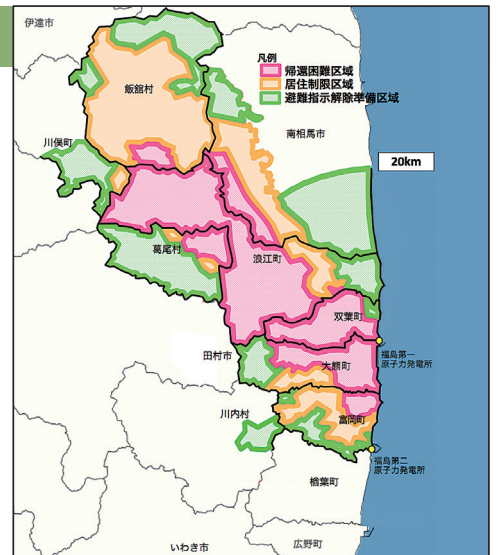 伊達市
凡例
帰還困難区域
居住制限区域
避難指示解除準備区域
飯舘村
南相馬市
川俣町
20km
葛尾村
浪江町
双葉町
福島第一
原子力発電所
田村市
大熊町
川内村
富岡町
福島第二
原子力発電所
楢葉町
いわき市
広野町